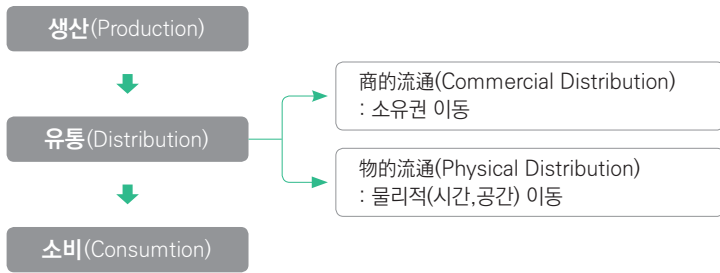 생산(Production)
유통(Distribution)
소비(Consumtion)
商的流通(Commercial Distribution)
: 소유권 이동
物的流通(Physical Distribution)
: 물리적(시간,공간) 이동